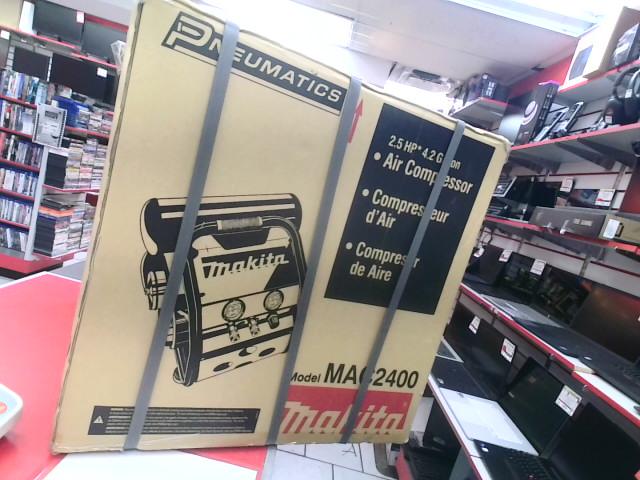 PNEUMATICS
2.5 HP* 4.2 Gallon
• Air Compressor
• Compresseur
d'Air
• Compresor
de Aire
makita
Model MAC2400
makita